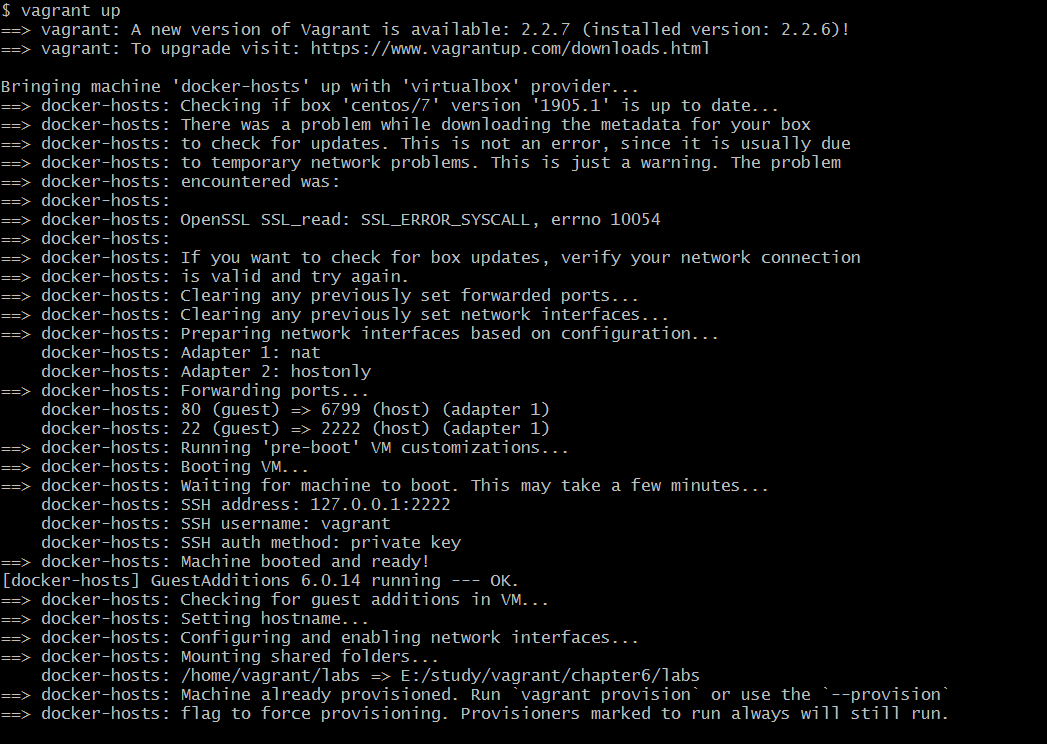 $ vagrant up
==> vagrant: A new version of Vagrant is available: 2.2.7 (installed version: 2.2.6)!
==> vagrant: To upgrade visit: https://www.vagrantup.com/downloads.html

Bringing machine 'docker-hosts' up with 'virtualbox' provider...
==> docker-hosts: Checking if box 'centos/7' version '1905.1' is up to date...
==> docker-hosts: There was a problem while downloading the metadata for your box
==> docker-hosts: to check for updates. This is not an error, since it is usually due
==> docker-hosts: to temporary network problems. This is just a warning. The problem
==> docker-hosts: encountered was:
==> docker-hosts:
==> docker-hosts: OpenSSL SSL_read: SSL_ERROR_SYSCALL, errno 10054
==> docker-hosts:
==> docker-hosts: If you want to check for box updates, verify your network connection
==> docker-hosts: is valid and try again.
==> docker-hosts: Clearing any previously set forwarded ports...
==> docker-hosts: Clearing any previously set network interfaces...
==> docker-hosts: Preparing network interfaces based on configuration...
    docker-hosts: Adapter 1: nat
    docker-hosts: Adapter 2: hostonly
==> docker-hosts: Forwarding ports...
    docker-hosts: 80 (guest) => 6799 (host) (adapter 1)
    docker-hosts: 22 (guest) => 2222 (host) (adapter 1)
==> docker-hosts: Running 'pre-boot' VM customizations...
==> docker-hosts: Booting VM...
==> docker-hosts: Waiting for machine to boot. This may take a few minutes...
    docker-hosts: SSH address: 127.0.0.1:2222
    docker-hosts: SSH username: vagrant
    docker-hosts: SSH auth method: private key
==> docker-hosts: Machine booted and ready!
[docker-hosts] GuestAdditions 6.0.14 running --- OK.
==> docker-hosts: Checking for guest additions in VM...
==> docker-hosts: Setting hostname...
==> docker-hosts: Configuring and enabling network interfaces...
==> docker-hosts: Mounting shared folders...
    docker-hosts: /home/vagrant/labs => E:/study/vagrant/chapter6/labs
==> docker-hosts: Machine already provisioned. Run `vagrant provision` or use the `--provision`
==> docker-hosts: flag to force provisioning. Provisioners marked to run always will still run.